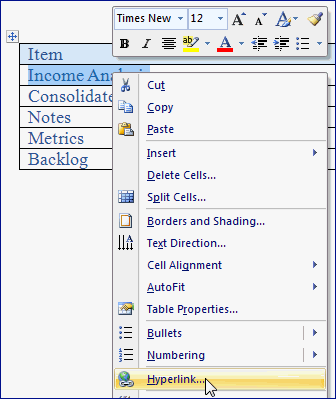 Times New 12 A A
B I U ab A
Item
Income Analysis
Consolidate
Notes
Metrics
Backlog
Cut
Copy
Paste
Insert
Delete Cells...
Split Cells...
Borders and Shading...
Text Direction...
Cell Alignment
AutoFit
Table Properties...
Bullets
Numbering
Hyperlink...